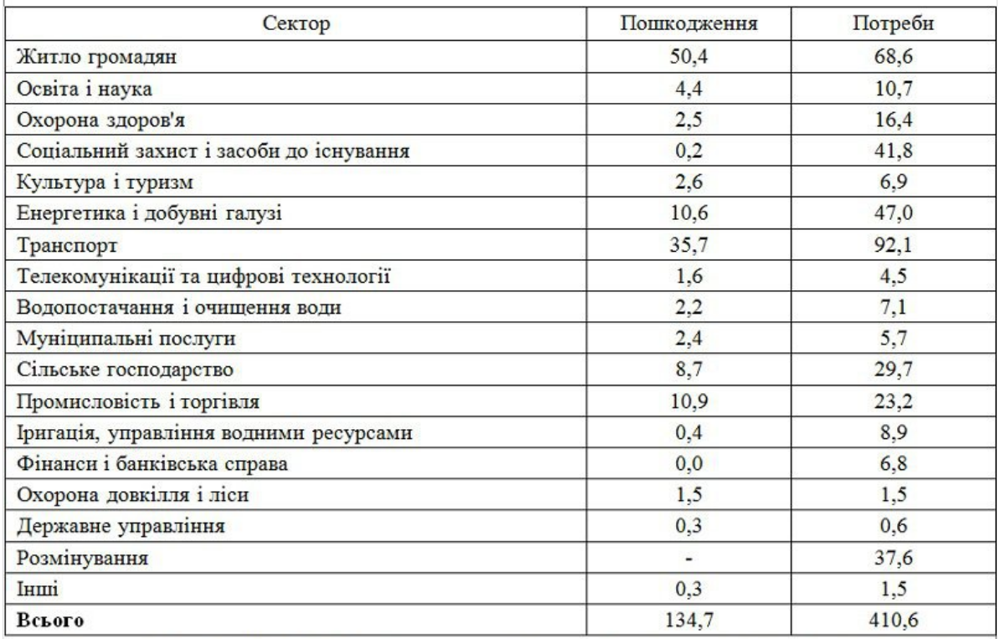 Сектор Пошкодження Потреби
Житло громадян 50,4 68,6
Освіта і наука 4,4 10,7
Охорона здоров'я 2,5 16,4
Соціальний захист і засоби до існування 0,2 41,8
Культура і туризм 2,6 6,9
Енергетика і добувні галузі 10,6 47,0
Транспорт 35,7 92,1
Телекомунікації та цифрові технології 1,6 4,5
Водопостачання і очищення води 2,2 7,1
Муніципальні послуги 2,4 5,7
Сільське господарство 8,7 29,7
Промисловість і торгівля 10,9 23,2
Іригація, управління водними ресурсами 0,4 8,9
Фінанси і банківська справа 0,0 6,8
Охорона довкілля і ліси 1,5 1,5
Державне управління 0,3 0,6
Розмінування - 37,6
Інші 0,3 1,5
Всього 134,7 410,6